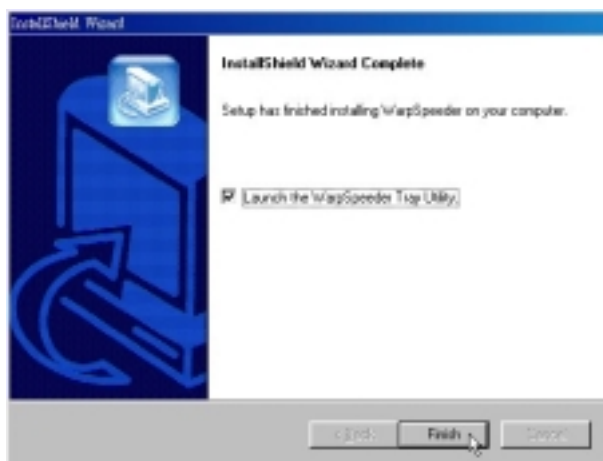 InstallShield Wizard
InstallShield Wizard Complete
Setup has finished installing WarpSpeeder on your computer.
Launch the WarpSpeeder Tray Utility.
< Back
Finish
Cancel